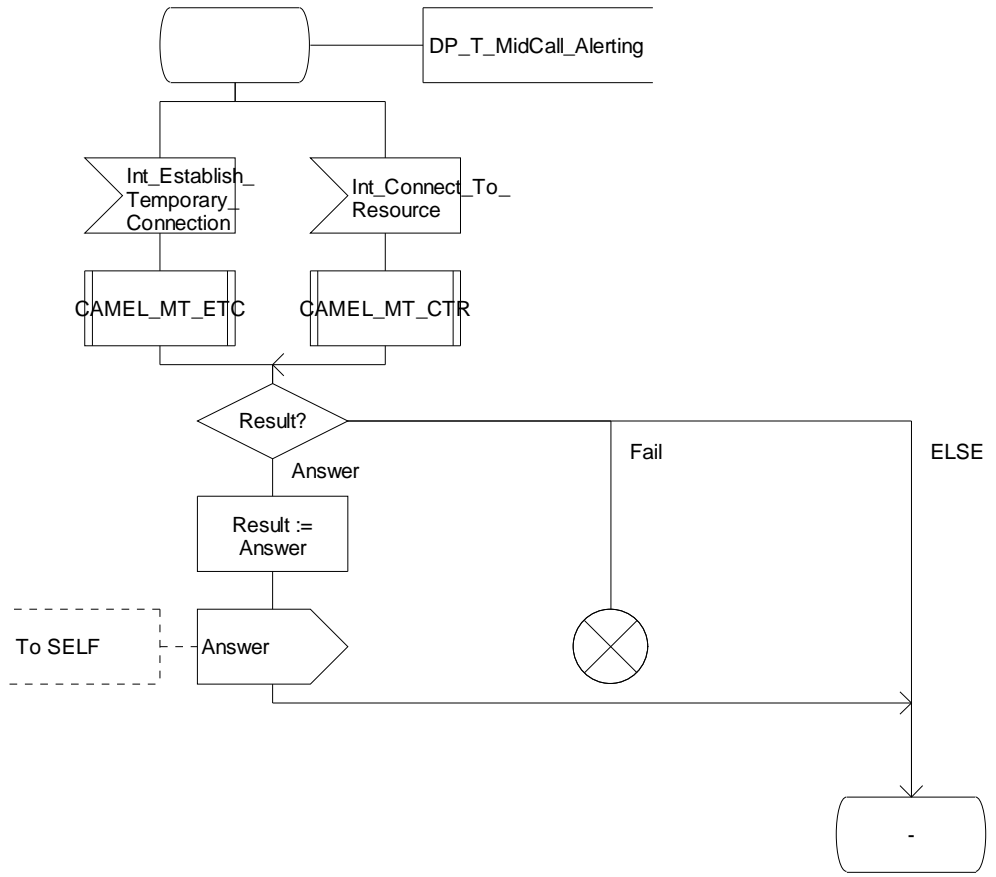 DP_T_MidCall_Alerting
Int_Establish_
Temporary_
Connection
Int_Connect_To_
Resource
CAMEL_MT_ETC
CAMEL_MT_CTR
Result?
Answer
Fail
ELSE
Result :=
Answer
To SELF
Answer
-